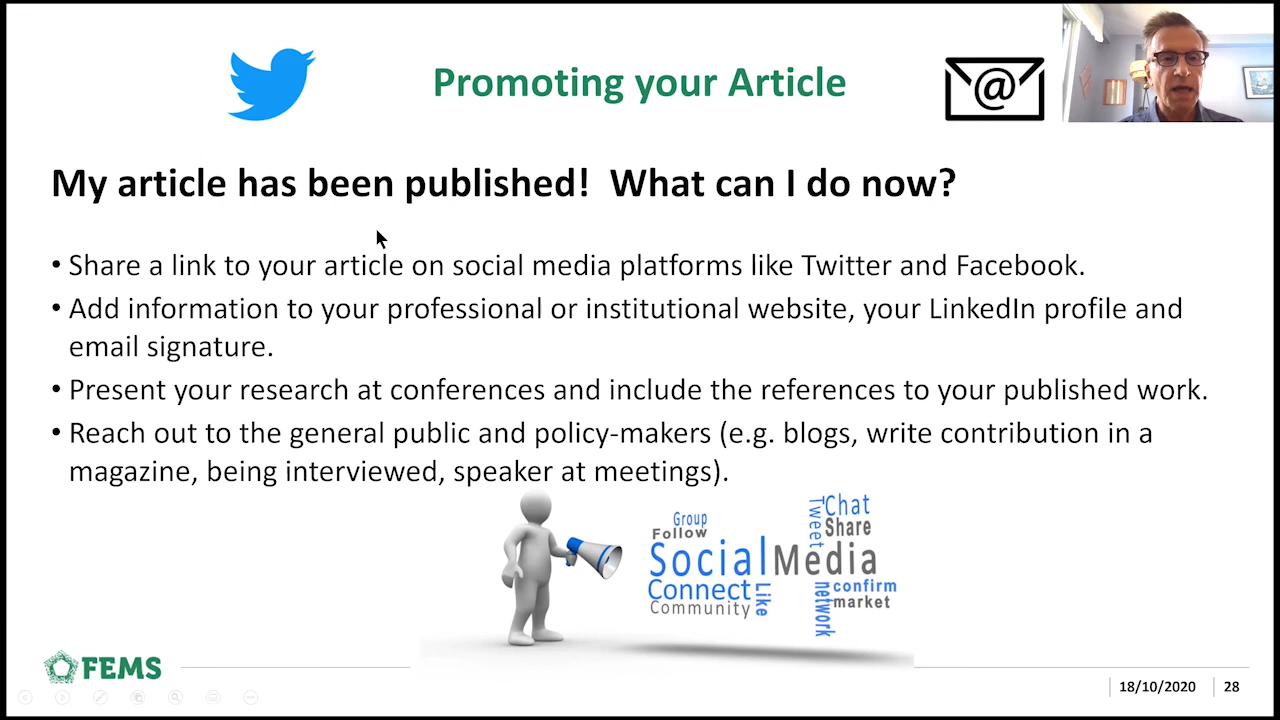 Promoting your Article
@
My article has been published! What can I do now?
• Share a link to your article on social media platforms like Twitter and Facebook.
• Add information to your professional or institutional website, your LinkedIn profile and
email signature.
• Present your research at conferences and include the references to your published work.
• Reach out to the general public and policy-makers (e.g. blogs, write contribution in a
magazine, being interviewed, speaker at meetings).
Group
Follow
Social Media
Connect
Community
Like
Tweet
Chat
Share
network
confirm
market
FEMS
18/10/2020
28